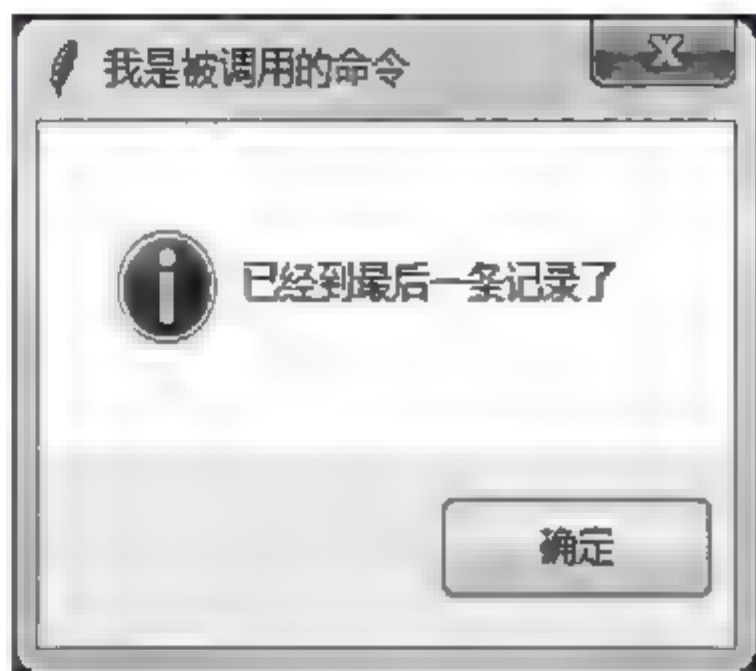 我是被调用的命令
已经到最后一条记录了
确定